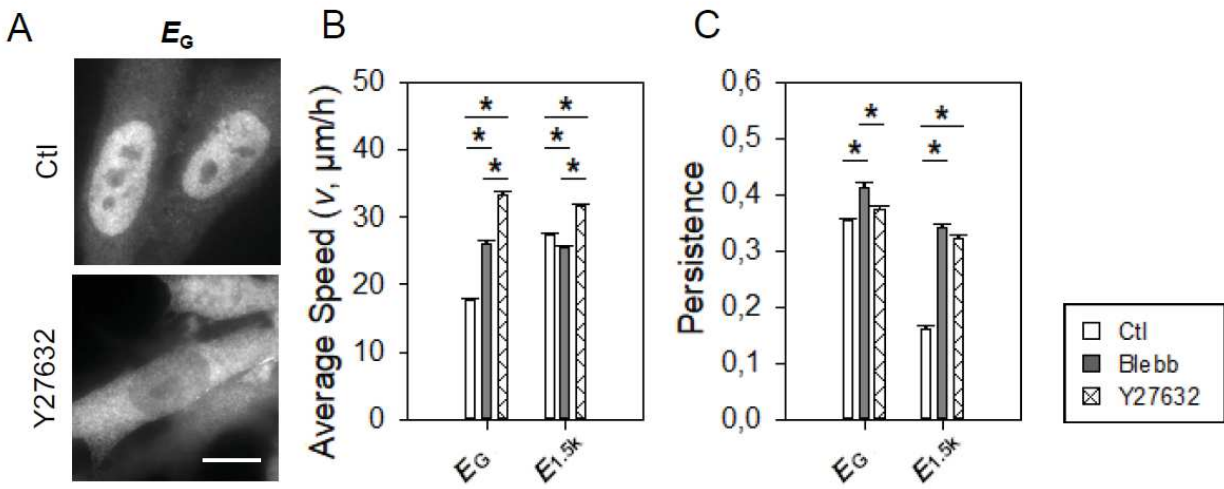 A
E_G
Ctl
Y27632
B
Average Speed (v, µm/h)
50
40
30
20
10
0
* * * * * *
E_G
E_1.5k
C
Persistence
0,6
0,5
0,4
0,3
0,2
0,1
0,0
* * * *
E_G
E_1.5k
Ctl
Blebb
Y27632